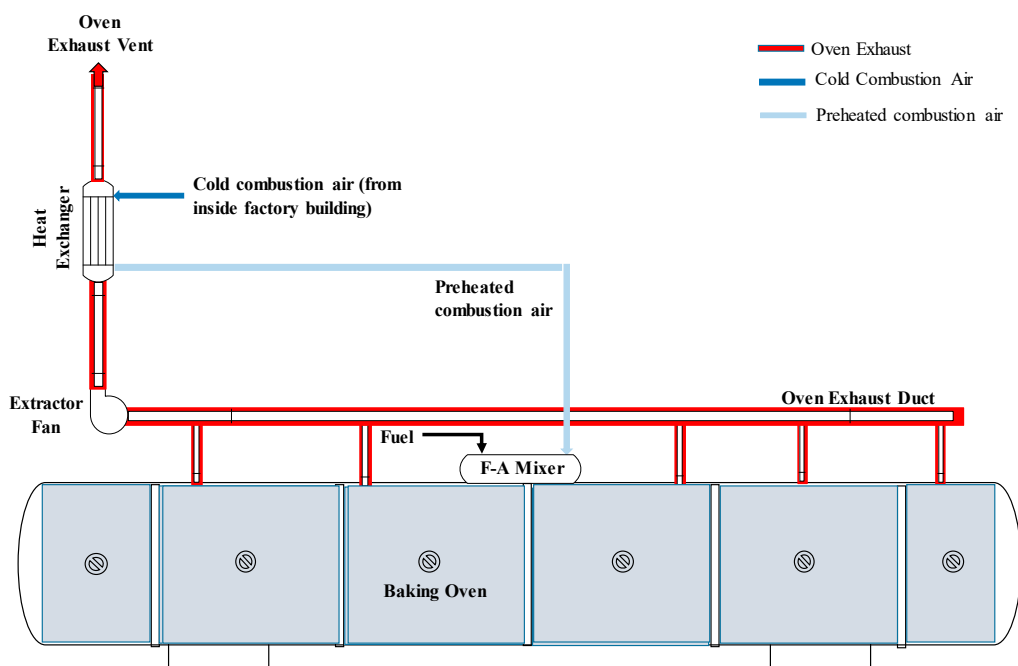 Oven
Exhaust Vent
Oven Exhaust
Cold Combustion Air
Preheated combustion air
Cold combustion air (from
inside factory building)
Heat
Exchanger
Preheated
combustion air
Extractor
Fan
Oven Exhaust Duct
Fuel
F-A Mixer
Baking Oven